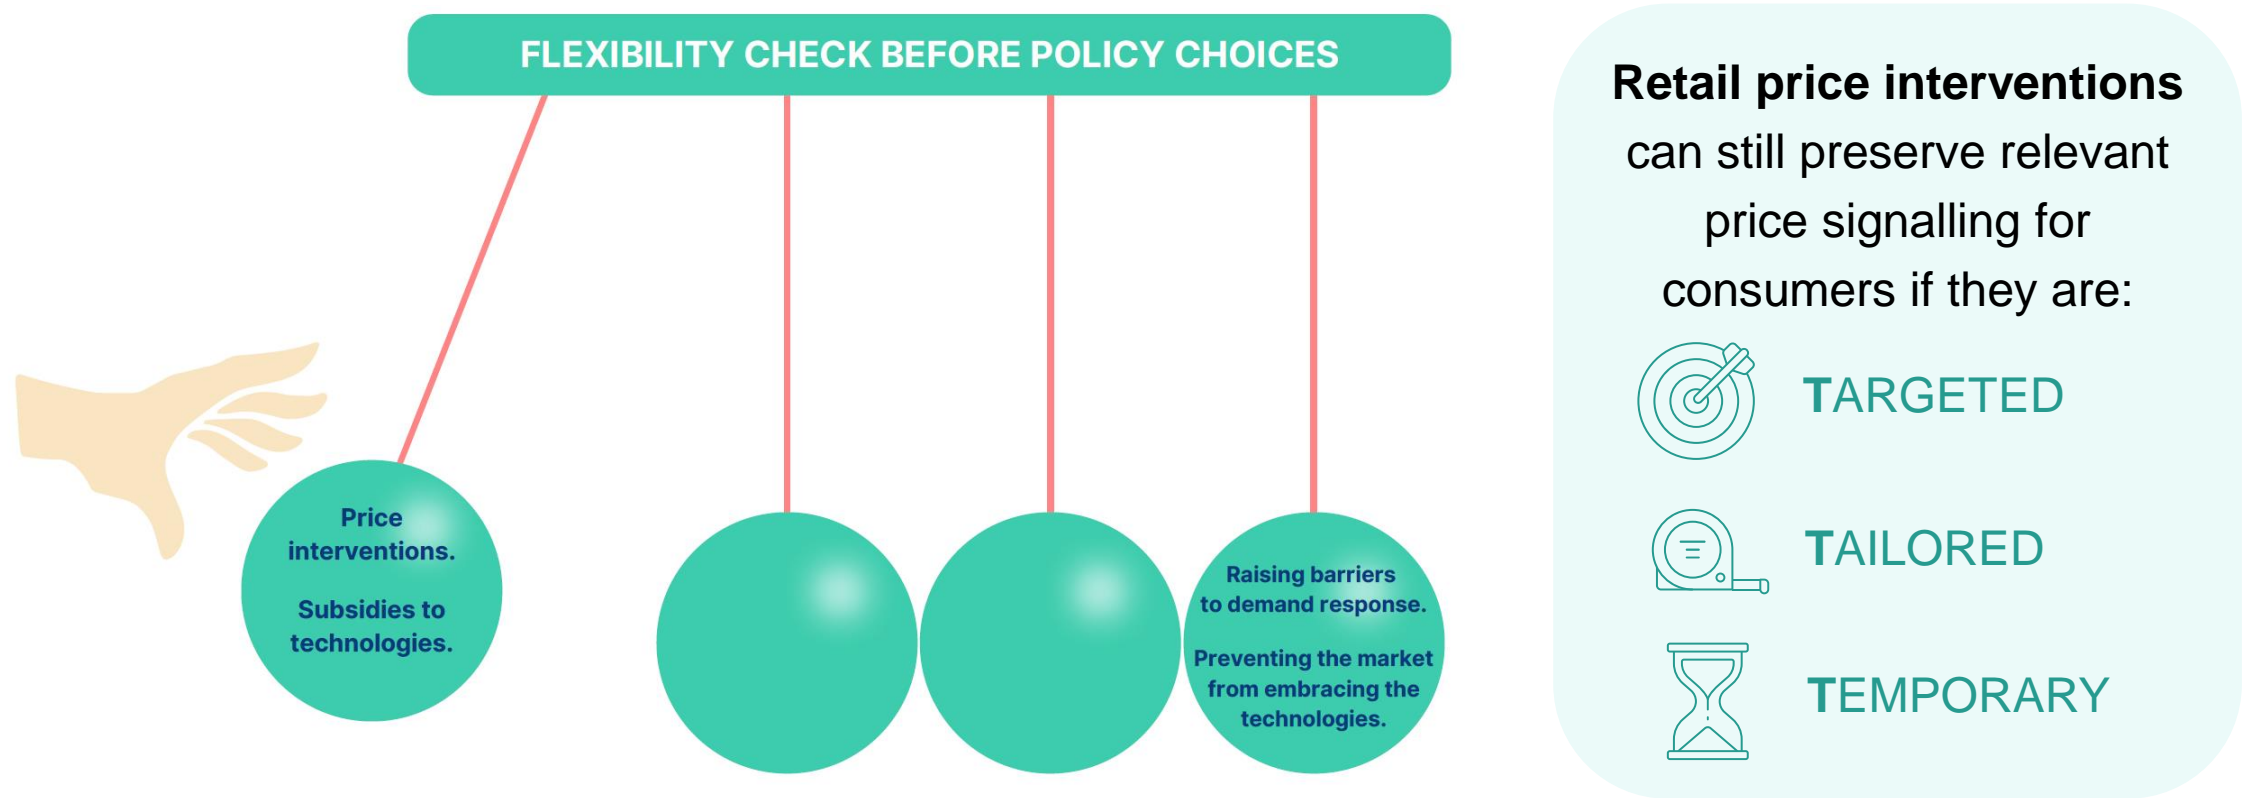 FLEXIBILITY CHECK BEFORE POLICY CHOICES
Price
interventions.
Subsidies to
technologies.
Raising barriers
to demand response.
Preventing the market
from embracing the
technologies.
Retail price interventions
can still preserve relevant
price signalling for
consumers if they are:
TARGETED
TAILORED
TEMPORARY